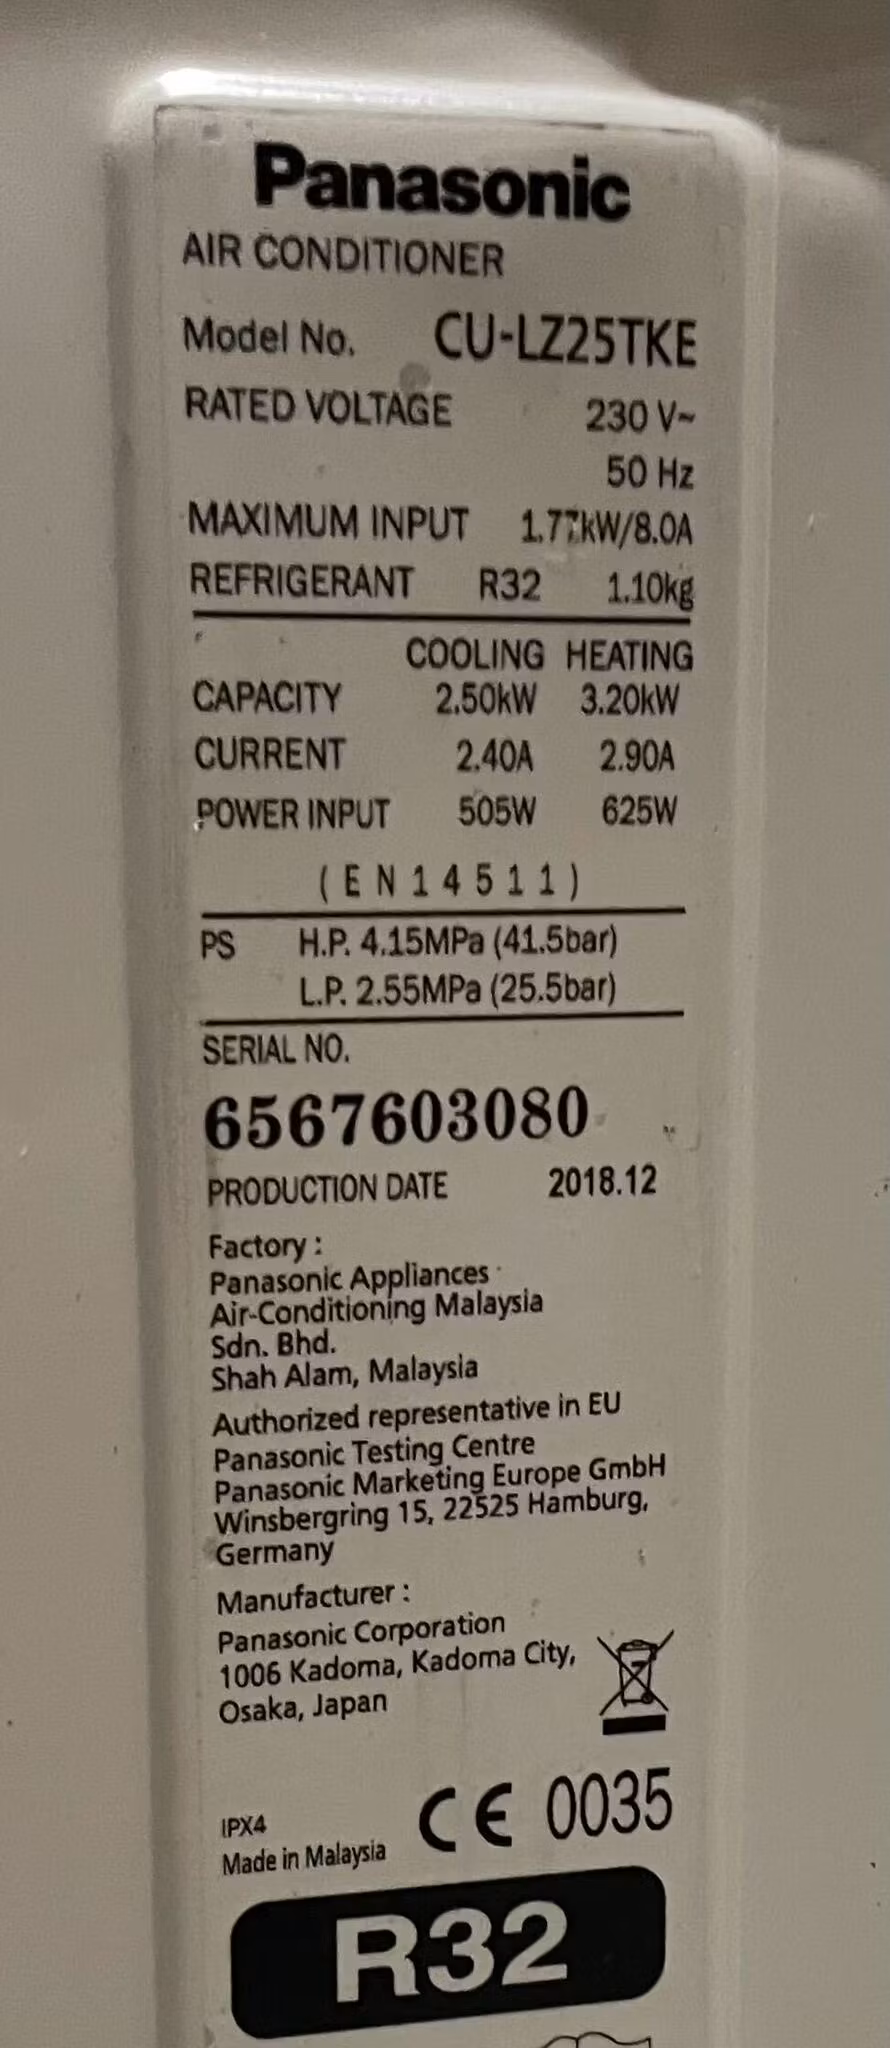 Panasonic
AIR CONDITIONER
Model No. CU-LZ25TKE
RATED VOLTAGE 230 V~
50 Hz
MAXIMUM INPUT 1.77kW/8.0A
REFRIGERANT R32 1.10kg
COOLING HEATING
CAPACITY 2.50kW 3.20kW
CURRENT 2.40A 2.90A
POWER INPUT 505W 625W
(EN14511)
PS H.P. 4.15MPa (41.5bar)
L.P. 2.55MPa (25.5bar)
SERIAL NO.
6567603080
PRODUCTION DATE 2018.12
Factory :
Panasonic Appliances
Air-Conditioning Malaysia
Sdn. Bhd.
Shah Alam, Malaysia
Authorized representative in EU
Panasonic Testing Centre
Panasonic Marketing Europe GmbH
Winsbergring 15, 22525 Hamburg,
Germany
Manufacturer :
Panasonic Corporation
1006 Kadoma, Kadoma City,
Osaka, Japan
IPX4
Made in Malaysia
CE 0035
R32